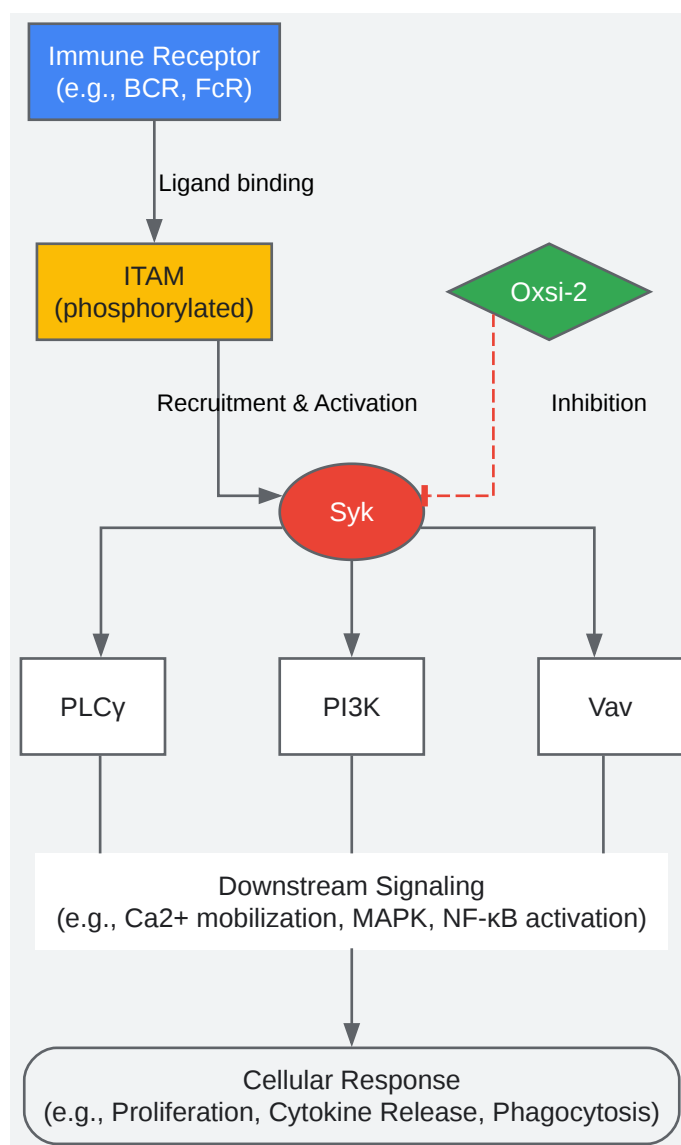 Immune Receptor
(e.g., BCR, FcR)
Ligand binding
ITAM
(phosphorylated)
Oxsi-2
Recruitment & Activation
Inhibition
Syk
PLCγ
PI3K
Vav
Downstream Signaling
(e.g., Ca2+ mobilization, MAPK, NF-κB activation)
Cellular Response
(e.g., Proliferation, Cytokine Release, Phagocytosis)